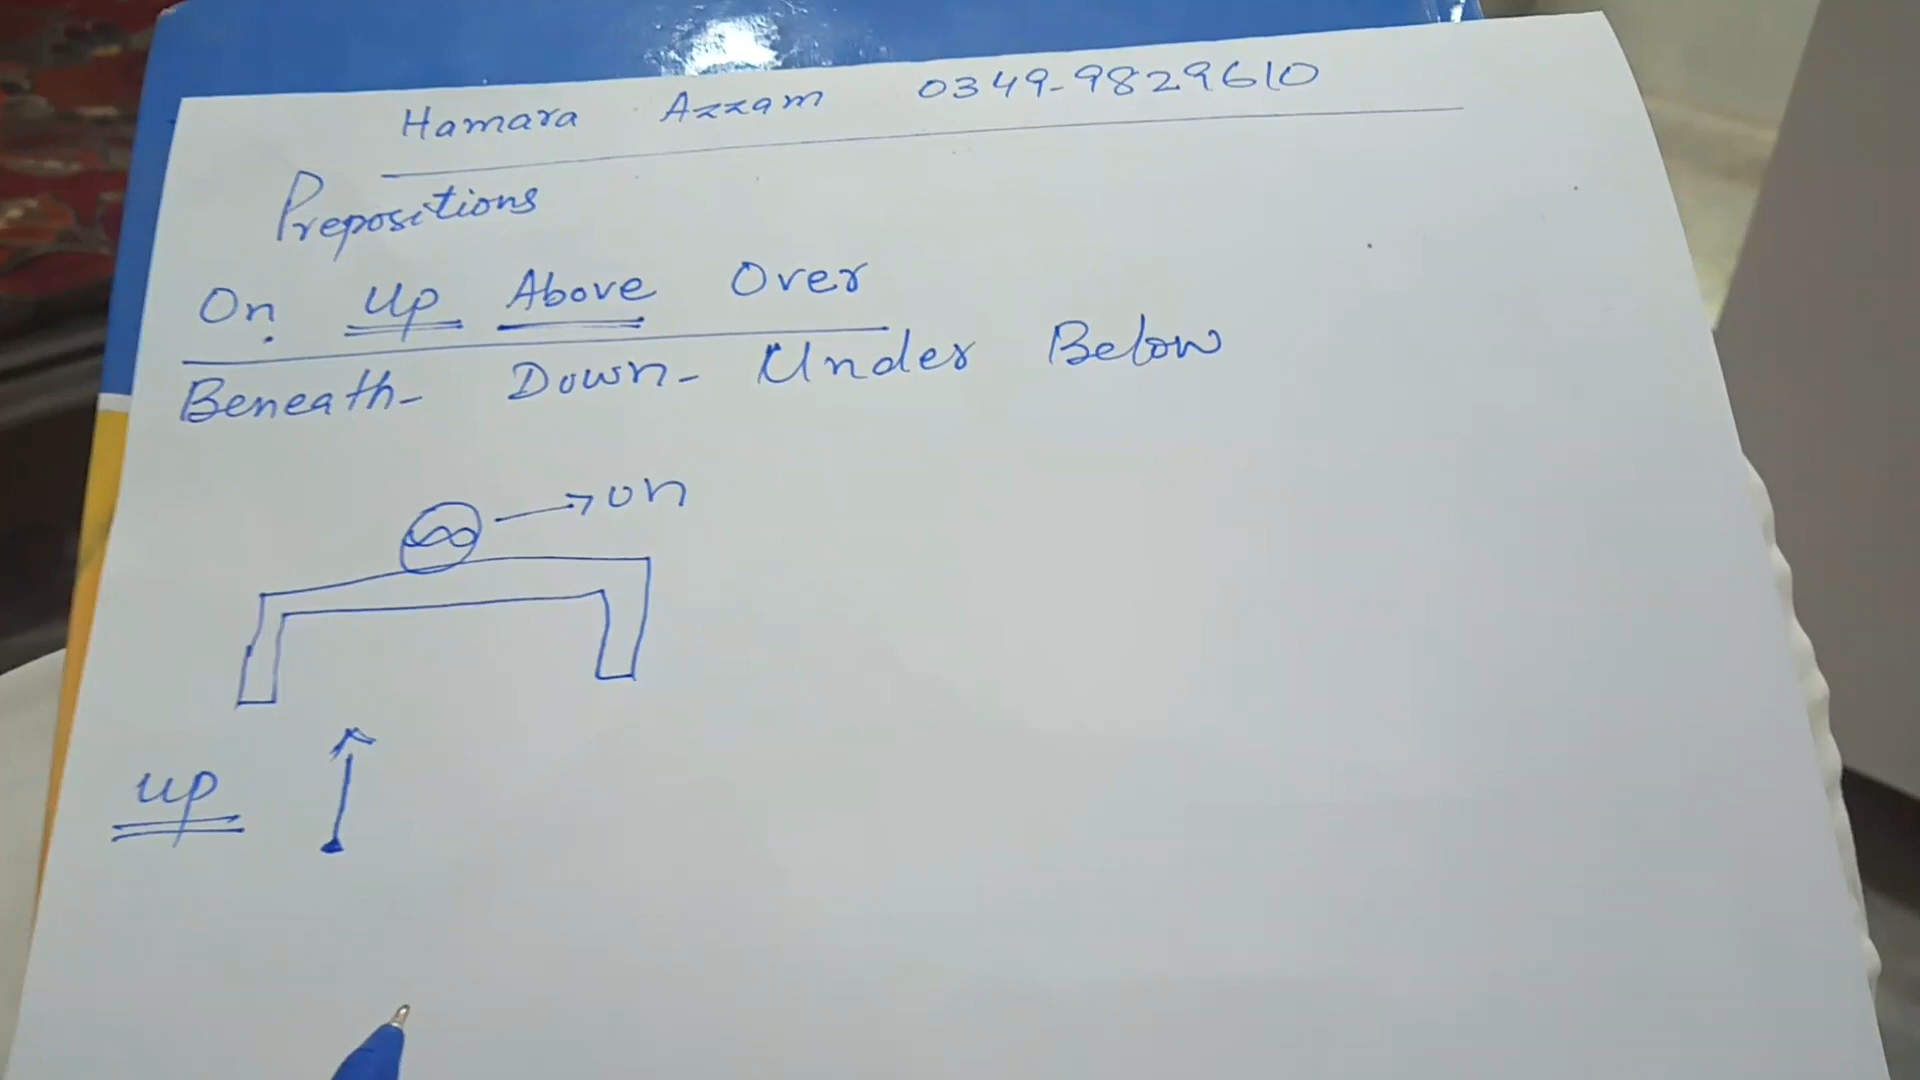 Hamara Azzam 0349-9829610
Prepositions
On Up Above Over
Beneath- Down- Under Below
→ on
up